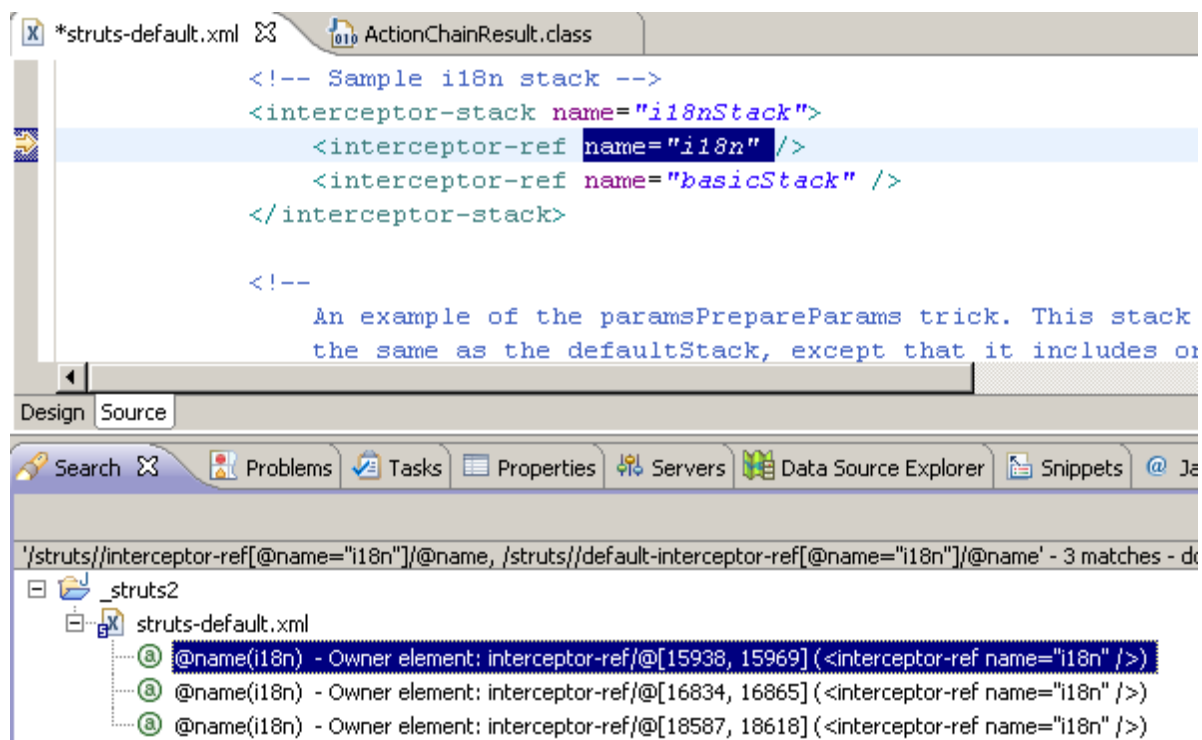 *struts-default.xml ActionChainResult.class
<!-- Sample i18n stack -->
<interceptor-stack name="i18nStack">
<interceptor-ref name="i18n" />
<interceptor-ref name="basicStack" />
</interceptor-stack>
<!--
An example of the paramsPrepareParams trick. This stack
the same as the defaultStack, except that it includes
Design Source
Search Problems Tasks Properties Servers Data Source Explorer Snippets
'/struts//interceptor-ref[@name="i18n"]/@name, /struts//default-interceptor-ref[@name="i18n"]/@name' - 3 matches -
_struts2
struts-default.xml
@name(i18n) - Owner element: interceptor-ref/@[15938, 15969] (<interceptor-ref name="i18n" />)
@name(i18n) - Owner element: interceptor-ref/@[16834, 16865] (<interceptor-ref name="i18n" />)
@name(i18n) - Owner element: interceptor-ref/@[18587, 18618] (<interceptor-ref name="i18n" />)